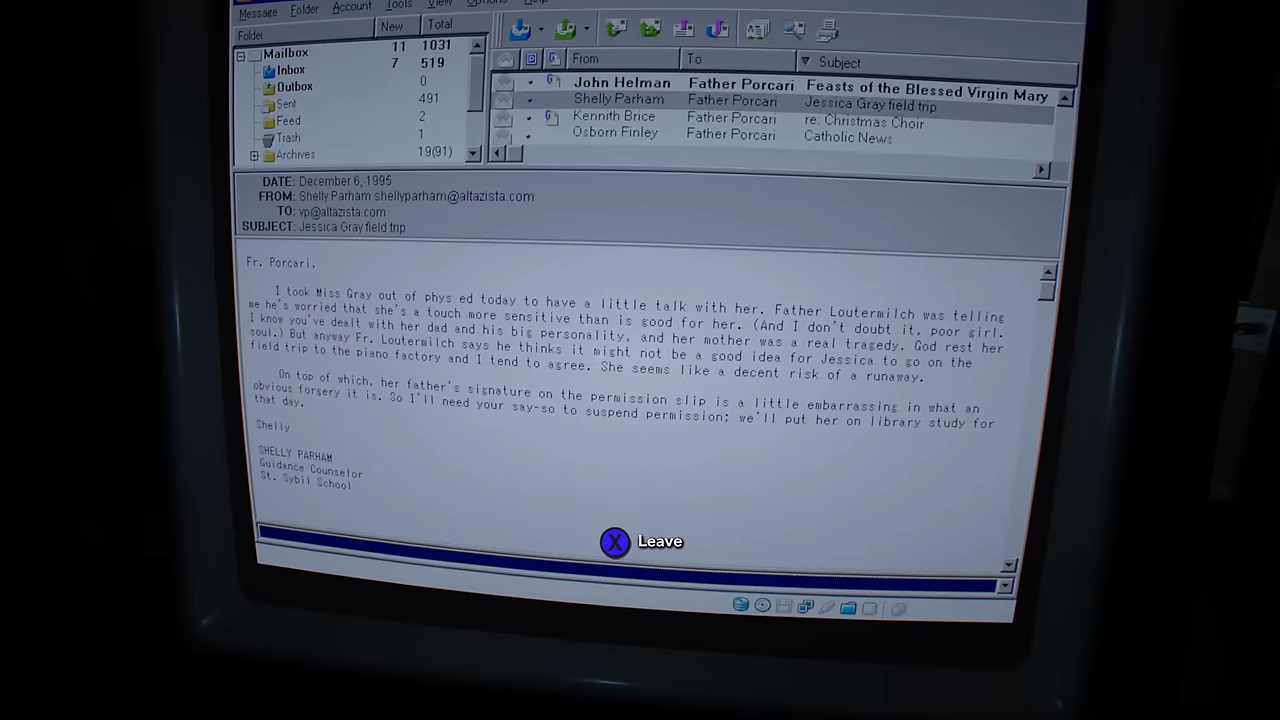 Message Folder Account Tools View Options Help
Folder New Total
Mailbox 11 1031
Inbox 7 519
Outbox 0
Sent 491
Feed 2
Trash 1
Archives 19(91)
From To Subject
John Helman Father Porcari Feasts of the Blessed Virgin Mary
Shelly Parham Father Porcari Jessica Gray field trip
Kennith Brice Father Porcari re: Christmas Choir
Osborn Finley Father Porcari Catholic News
DATE: December 6, 1995
FROM: Shelly Parham shellyparham@altazista.com
TO: vp@altazista.com
SUBJECT: Jessica Gray field trip
Fr. Porcari,
I took Miss Gray out of phys ed today to have a little talk with her. Father Loutermilch was telling
me he's worried that she's a touch more sensitive than is good for her. (And I don't doubt it, poor girl.
I know you've dealt with her dad and his big personality, and her mother was a real tragedy, God rest her
soul.) But anyway Fr. Loutermilch says he thinks it might not be a good idea for Jessica to go on the
field trip to the piano factory and I tend to agree. She seems like a decent risk of a runaway.
On top of which, her father's signature on the permission slip is a little embarrassing in what an
obvious forgery it is. So I'll need your say-so to suspend permission; we'll put her on library study for
that day.
Shelly
SHELLY PARHAM
Guidance Counselor
St. Sybil School
X Leave